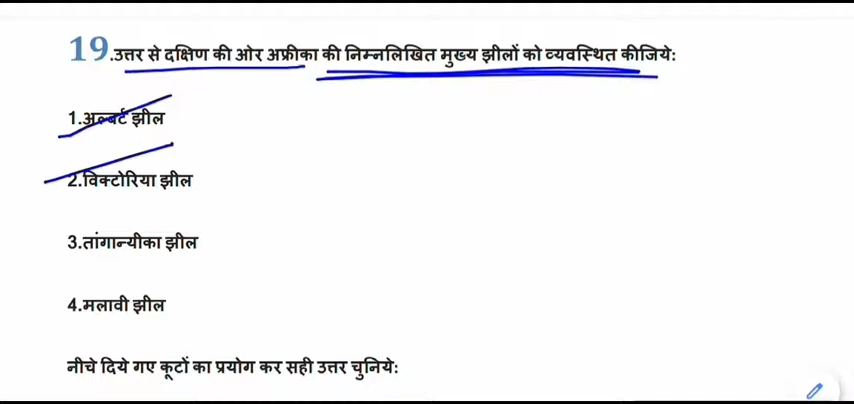 19.उत्तर से दक्षिण की ओर अफ्रीका की निम्नलिखित मुख्य झीलों को व्यवस्थित कीजिये:
1.अल्बर्ट झील
2.विक्टोरिया झील
3.तांगान्यीका झील
4.मलावी झील
नीचे दिये गए कूटों का प्रयोग कर सही उत्तर चुनिये: